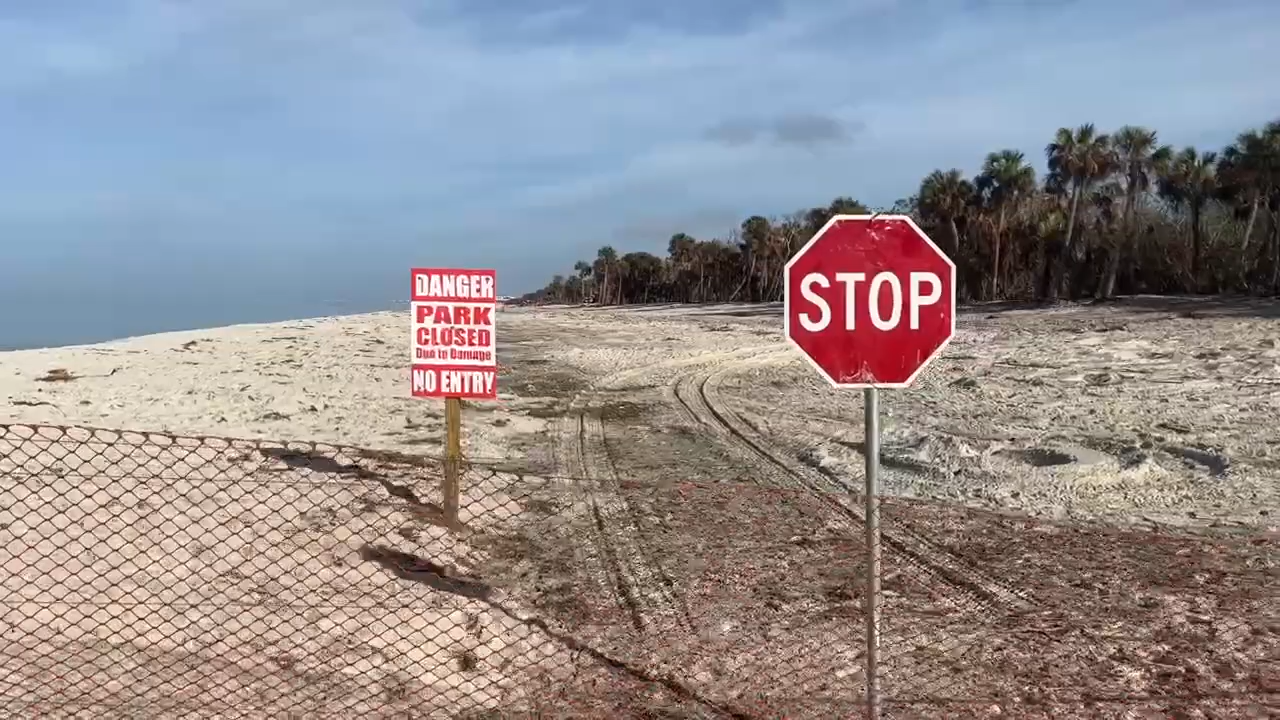 DANGER
PARK
CLOSED
Due to Damage
NO ENTRY
STOP